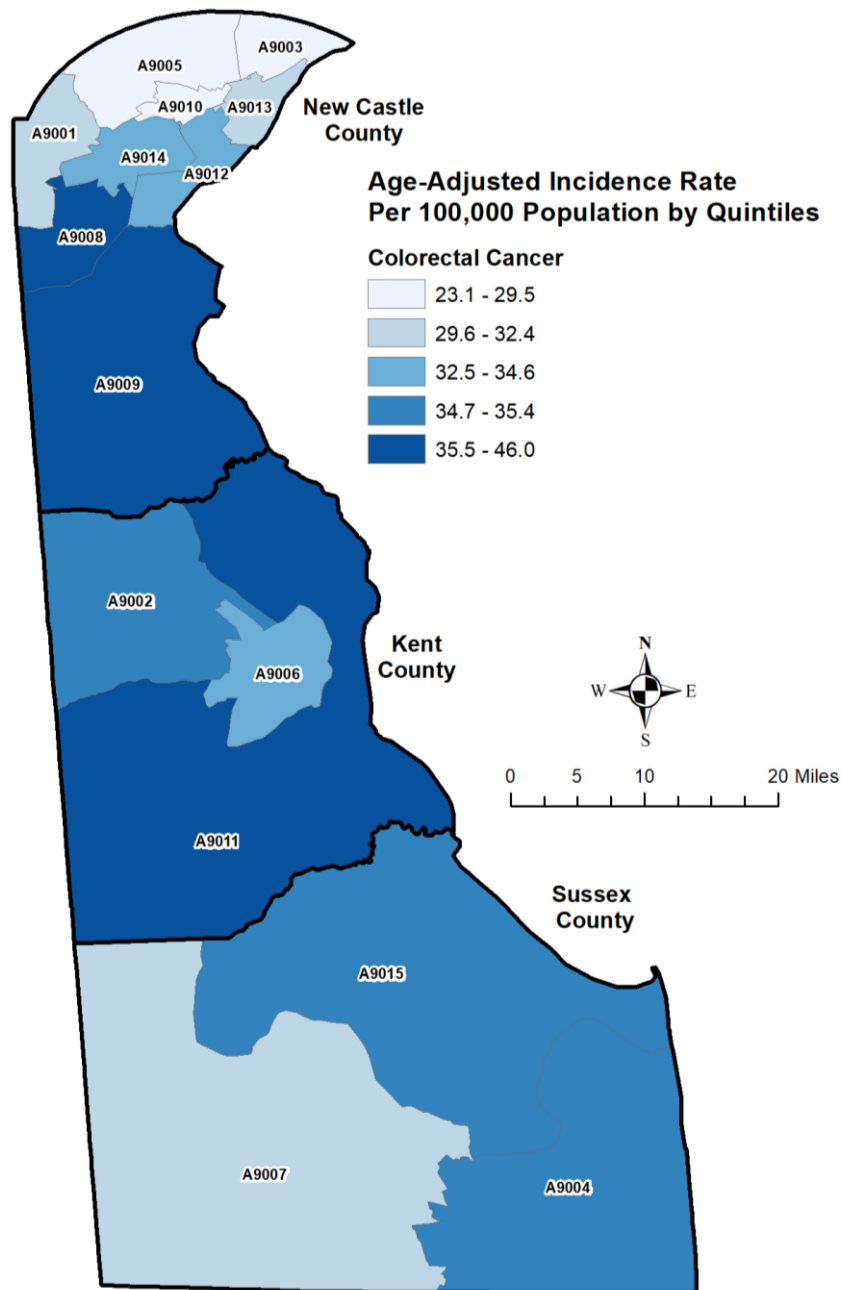 A9003
A9005
A9010
A9013
A9001
New Castle
County
A9014
A9012
Age-Adjusted Incidence Rate
Per 100,000 Population by Quintiles
A9008
Colorectal Cancer
23.1 - 29.5
29.6 - 32.4
32.5 - 34.6
A9009
34.7 - 35.4
35.5 - 46.0
A9002
Kent
County
A9006
N
W
E
S
0 5 10 20 Miles
A9011
Sussex
County
A9015
A9007
A9004